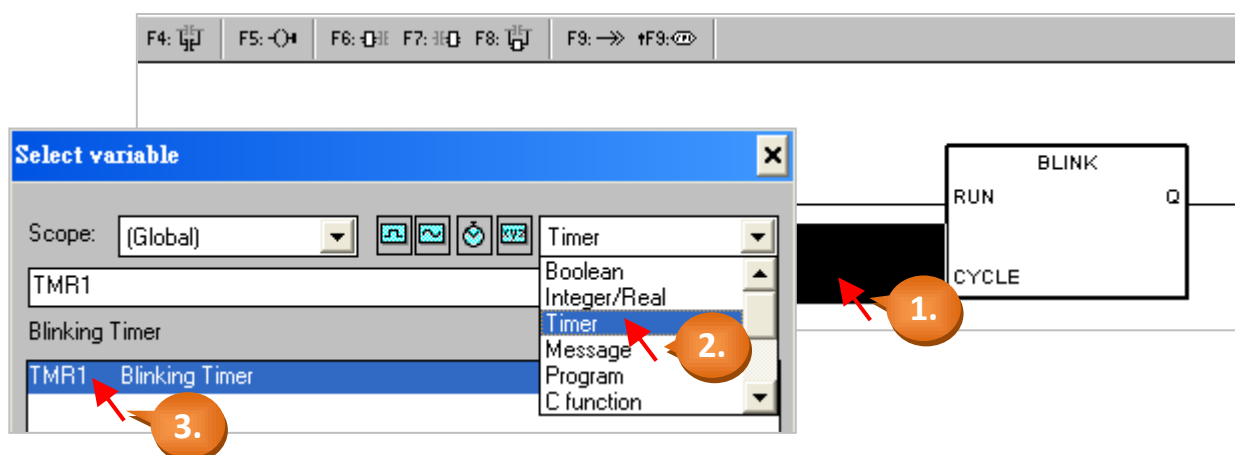 F4: F5: F6: F7: F8: F9: F9:
Select variable
BLINK
RUN Q
Scope: (Global) Timer
Boolean
TMR1
CYCLE
Integer/Real
1.
Blinking Timer
Timer
2.
Message
TMR1 Blinking Timer
Program
C function
3.